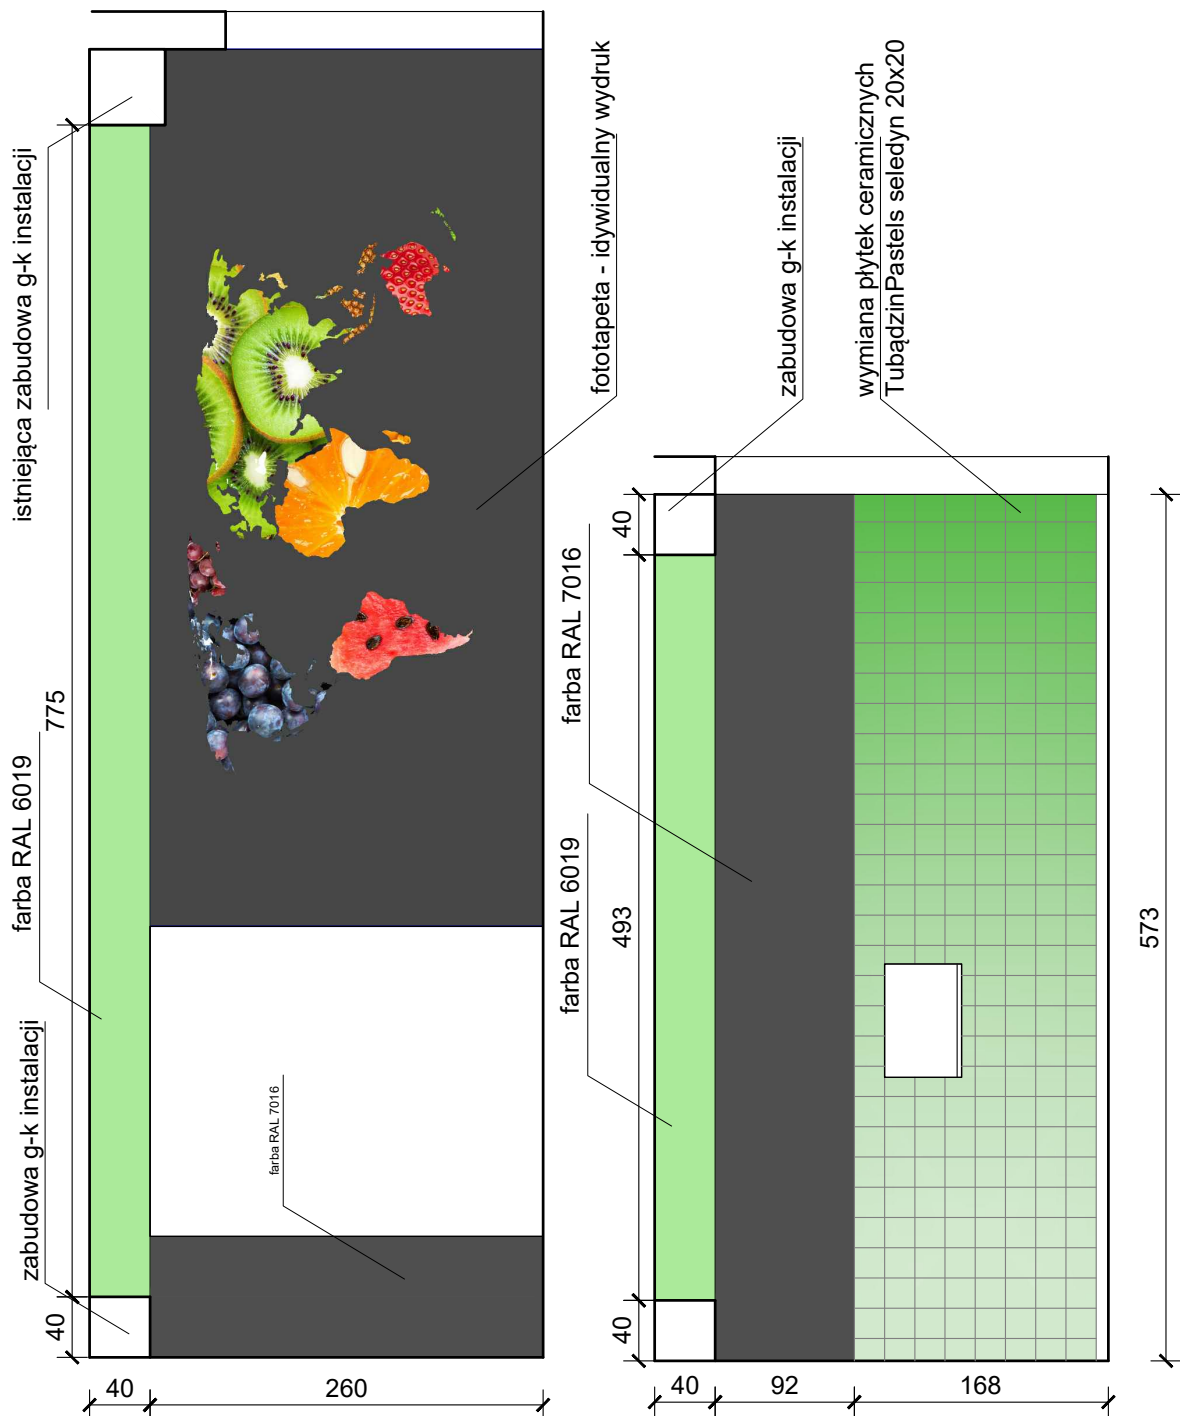 istniejąca zabudowa g-k instalacji
775
farba RAL 6019
zabudowa g-k instalacji
40
40
260
farba RAL 7016
fototapeta - idywidualny wydruk
zabudowa g-k instalacji
wymiana płytek ceramicznych
TubądzinPastels seledyn 20x20
farba RAL 7016
farba RAL 6019
40
493
40
573
40
92
168